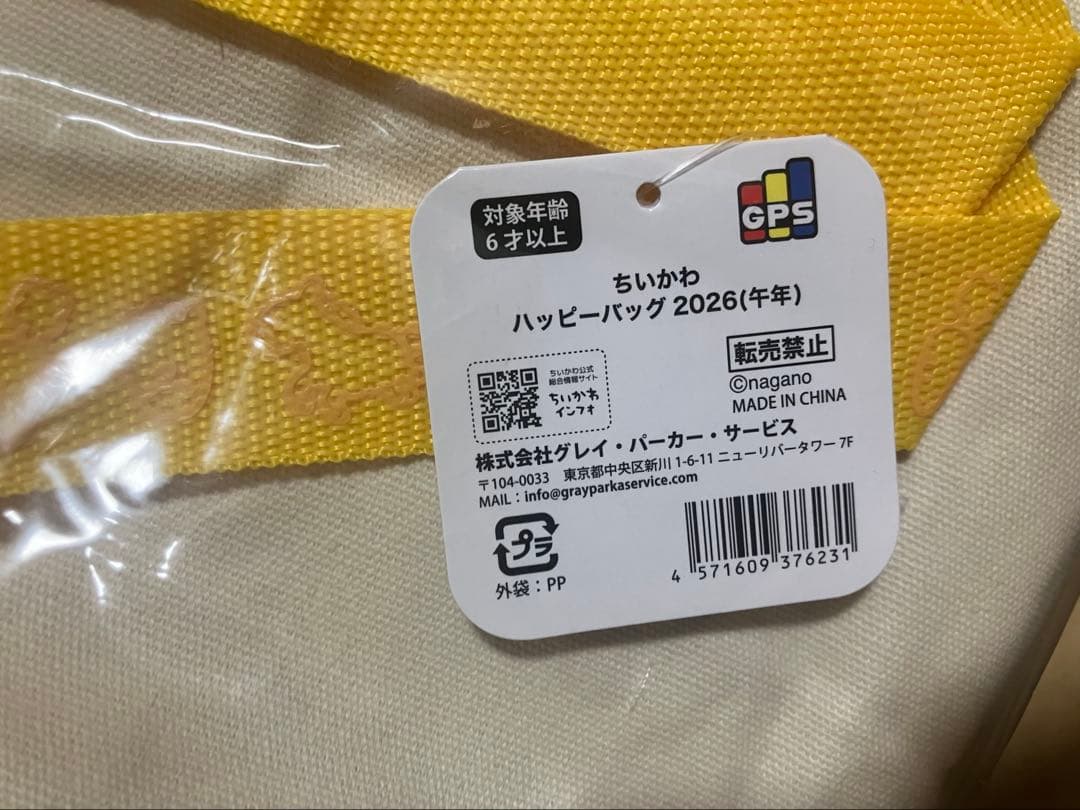 対象年齢
6才以上
GPS
ちいかわ
ハッピーバッグ 2026(午年)
転売禁止
ちいかわ公式
総合情報サイト
ちいかわ
インフォ
©nagano
MADE IN CHINA
株式会社グレイ・パーカー・サービス
〒104-0033 東京都中央区新川 1-6-11 ニューリバータワー 7F
MAIL：info@grayparkaservice.com
プラ
外袋：PP
4 571609 376231